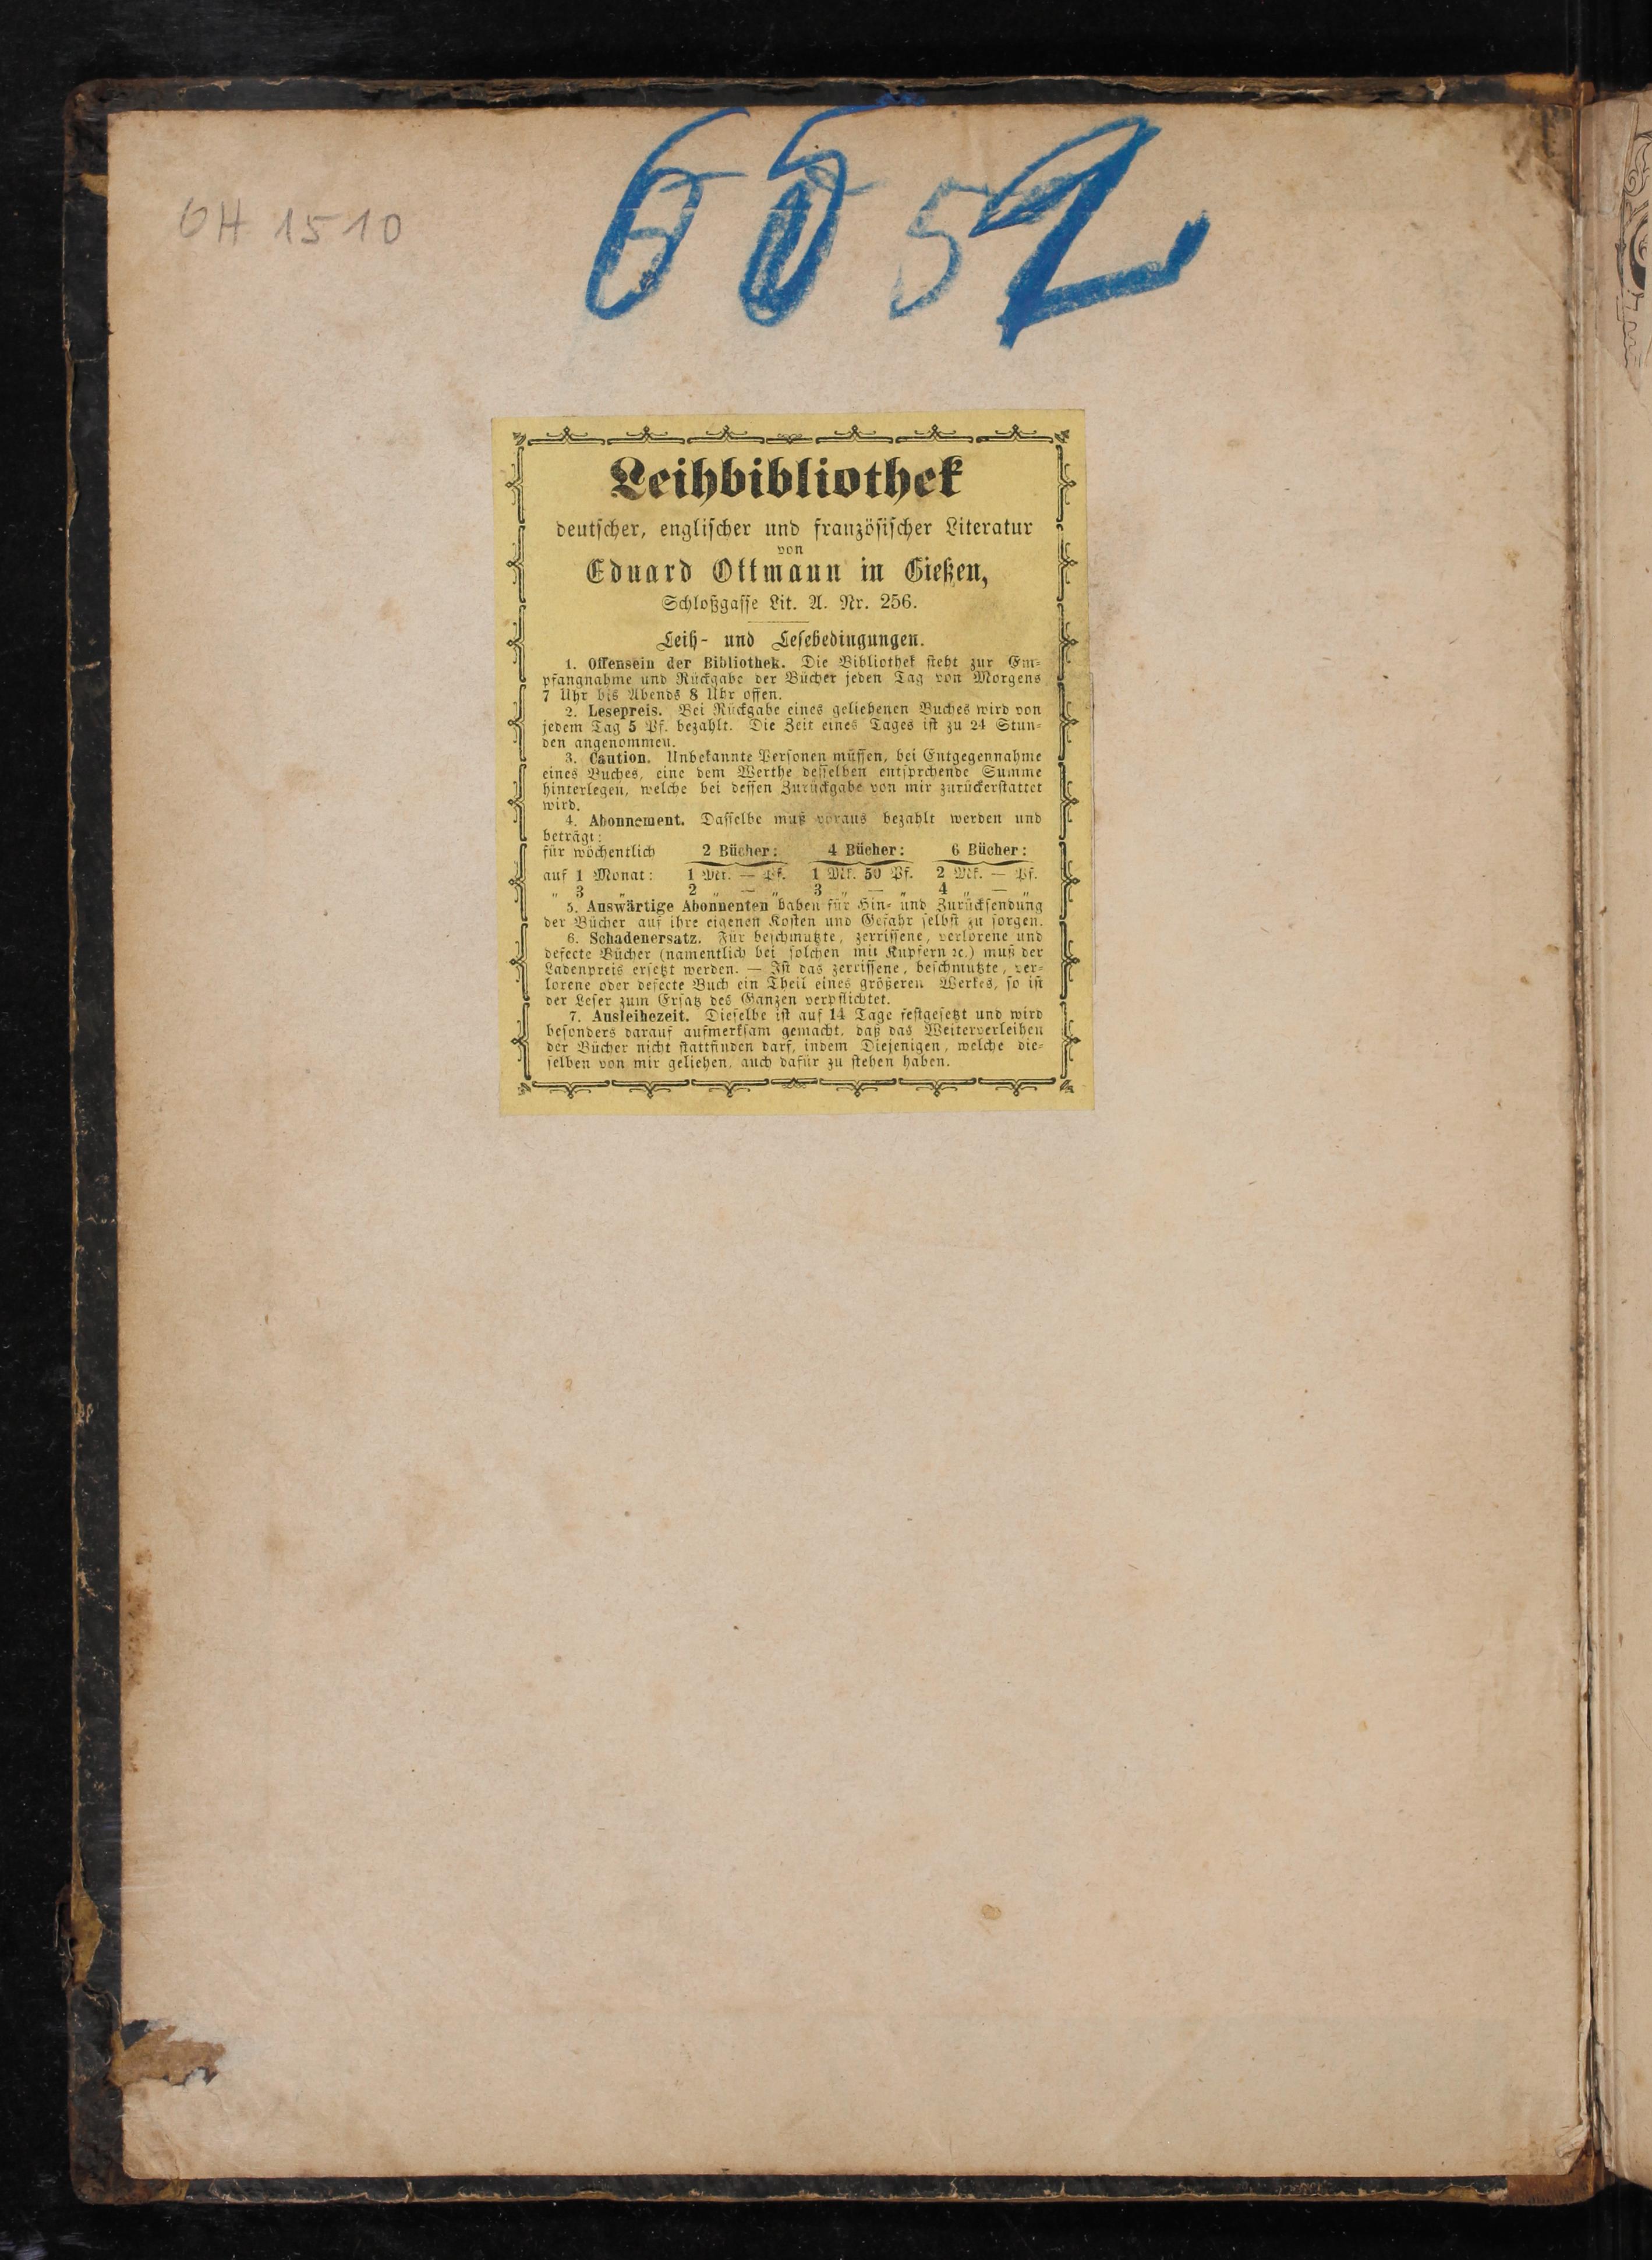 GH 1510
6652
Leihbibliothek
deutscher, englischer und französischer Literatur
von
Eduard Ottmann in Gießen,
Schloßgasse Lit. A. Nr. 256.
Leih- und Lesebedingungen.
1. Offensein der Bibliothek. Die Bibliothek steht zur Em-
pfangnahme und Rückgabe der Bücher jeden Tag von Morgens
7 Uhr bis Abends 8 Uhr offen.
2. Lesepreis. Bei Rückgabe eines geliehenen Buches wird von
jedem Tag 5 Pf. bezahlt. Die Zeit eines Tages ist zu 24 Stun-
den angenommen.
3. Caution. Unbekannte Personen müssen, bei Entgegennahme
eines Buches, eine dem Werthe desselben entsprchende Summe
hinterlegen, welche bei dessen Zurückgabe von mir zurückerstattet
wird.
4. Abonnement. Dasselbe muß voraus bezahlt werden und
beträgt:
für wöchentlich 2 Bücher: 4 Bücher: 6 Bücher:
auf 1 Monat: 1 Mk. — Pf. 1 Mk. 50 Pf. 2 Mk. — Pf.
„ 3 „ 2 „ — „ 3 „ — „ 4 „ — „
5. Auswärtige Abonnenten haben für Hin- und Zurücksendung
der Bücher auf ihre eigenen Kosten und Gefahr selbst zu sorgen.
6. Schadenersatz. Für beschmutzte, zerrissene, verlorene und
defecte Bücher (namentlich bei solchen mit Kupfern ꝛc.) muß der
Ladenpreis ersetzt werden. — Ist das zerrissene, beschmutzte, ver-
lorene oder defecte Buch ein Theil eines größeren Werkes, so ist
der Leser zum Ersatz des Ganzen verpflichtet.
7. Ausleihezeit. Dieselbe ist auf 14 Tage festgesetzt und wird
besonders darauf aufmerksam gemacht, daß das Weiterverleihen
der Bücher nicht stattfinden darf, indem Diejenigen, welche die-
selben von mir geliehen, auch dafür zu stehen haben.